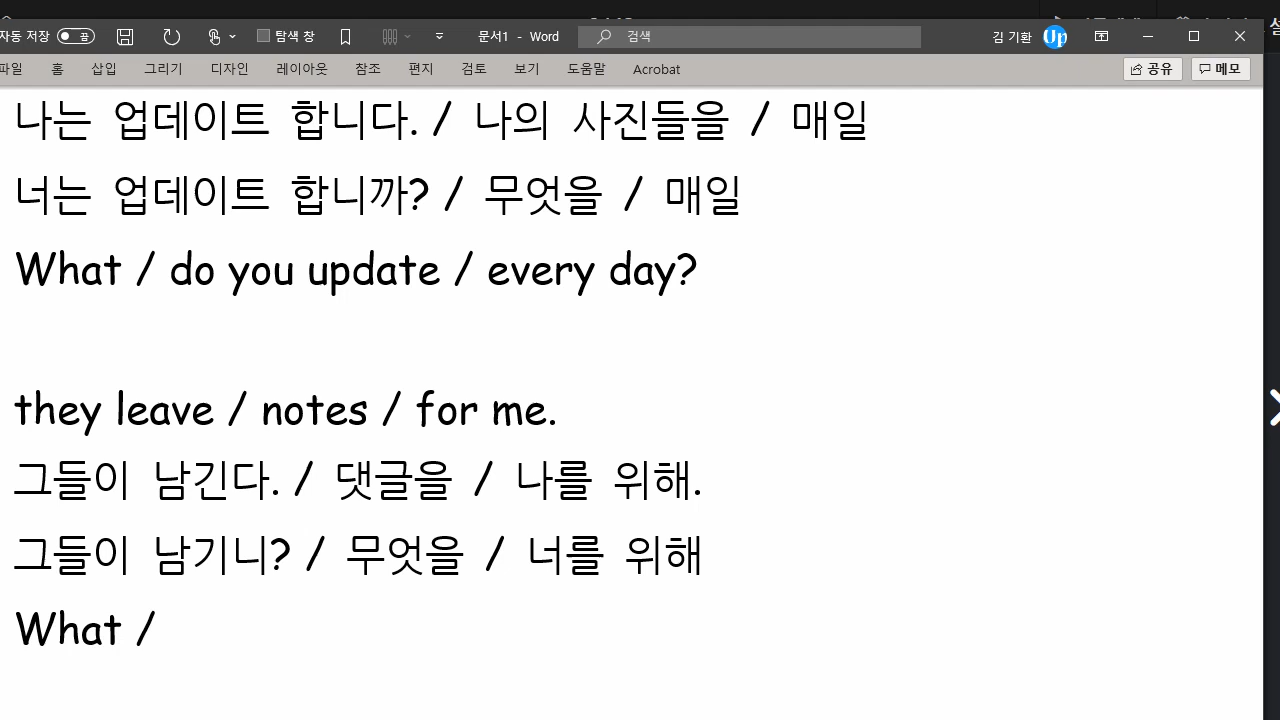 자동 저장 끔 탐색 창 문서1 - Word 검색 김 기환 Up
파일 홈 삽입 그리기 디자인 레이아웃 참조 편지 검토 보기 도움말 Acrobat 공유 메모
나는 업데이트 합니다. / 나의 사진들을 / 매일
너는 업데이트 합니까? / 무엇을 / 매일
What / do you update / every day?
they leave / notes / for me.
그들이 남긴다. / 댓글을 / 나를 위해.
그들이 남기니? / 무엇을 / 너를 위해
What /